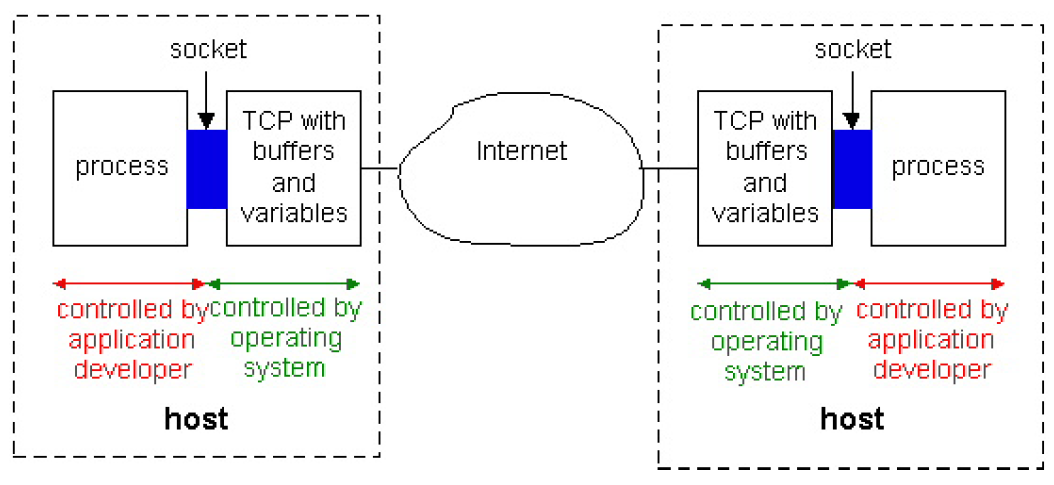 socket
process
TCP with
buffers
and
variables
controlled by
application
developer
controlled by
operating
system
host
Internet
socket
TCP with
buffers
and
variables
process
controlled by
operating
system
controlled by
application
developer
host